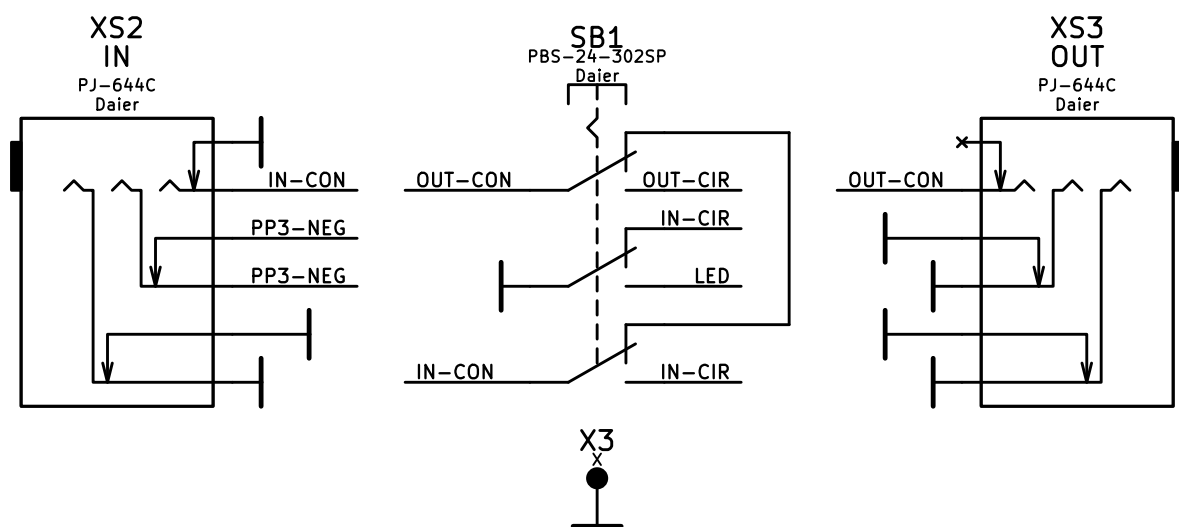 XS2
IN
PJ-644C
Daier
IN-CON
PP3-NEG
PP3-NEG
SB1
PBS-24-302SP
Daier
OUT-CON
OUT-CIR
IN-CIR
LED
IN-CON
IN-CIR
X3
X
XS3
OUT
PJ-644C
Daier
OUT-CON